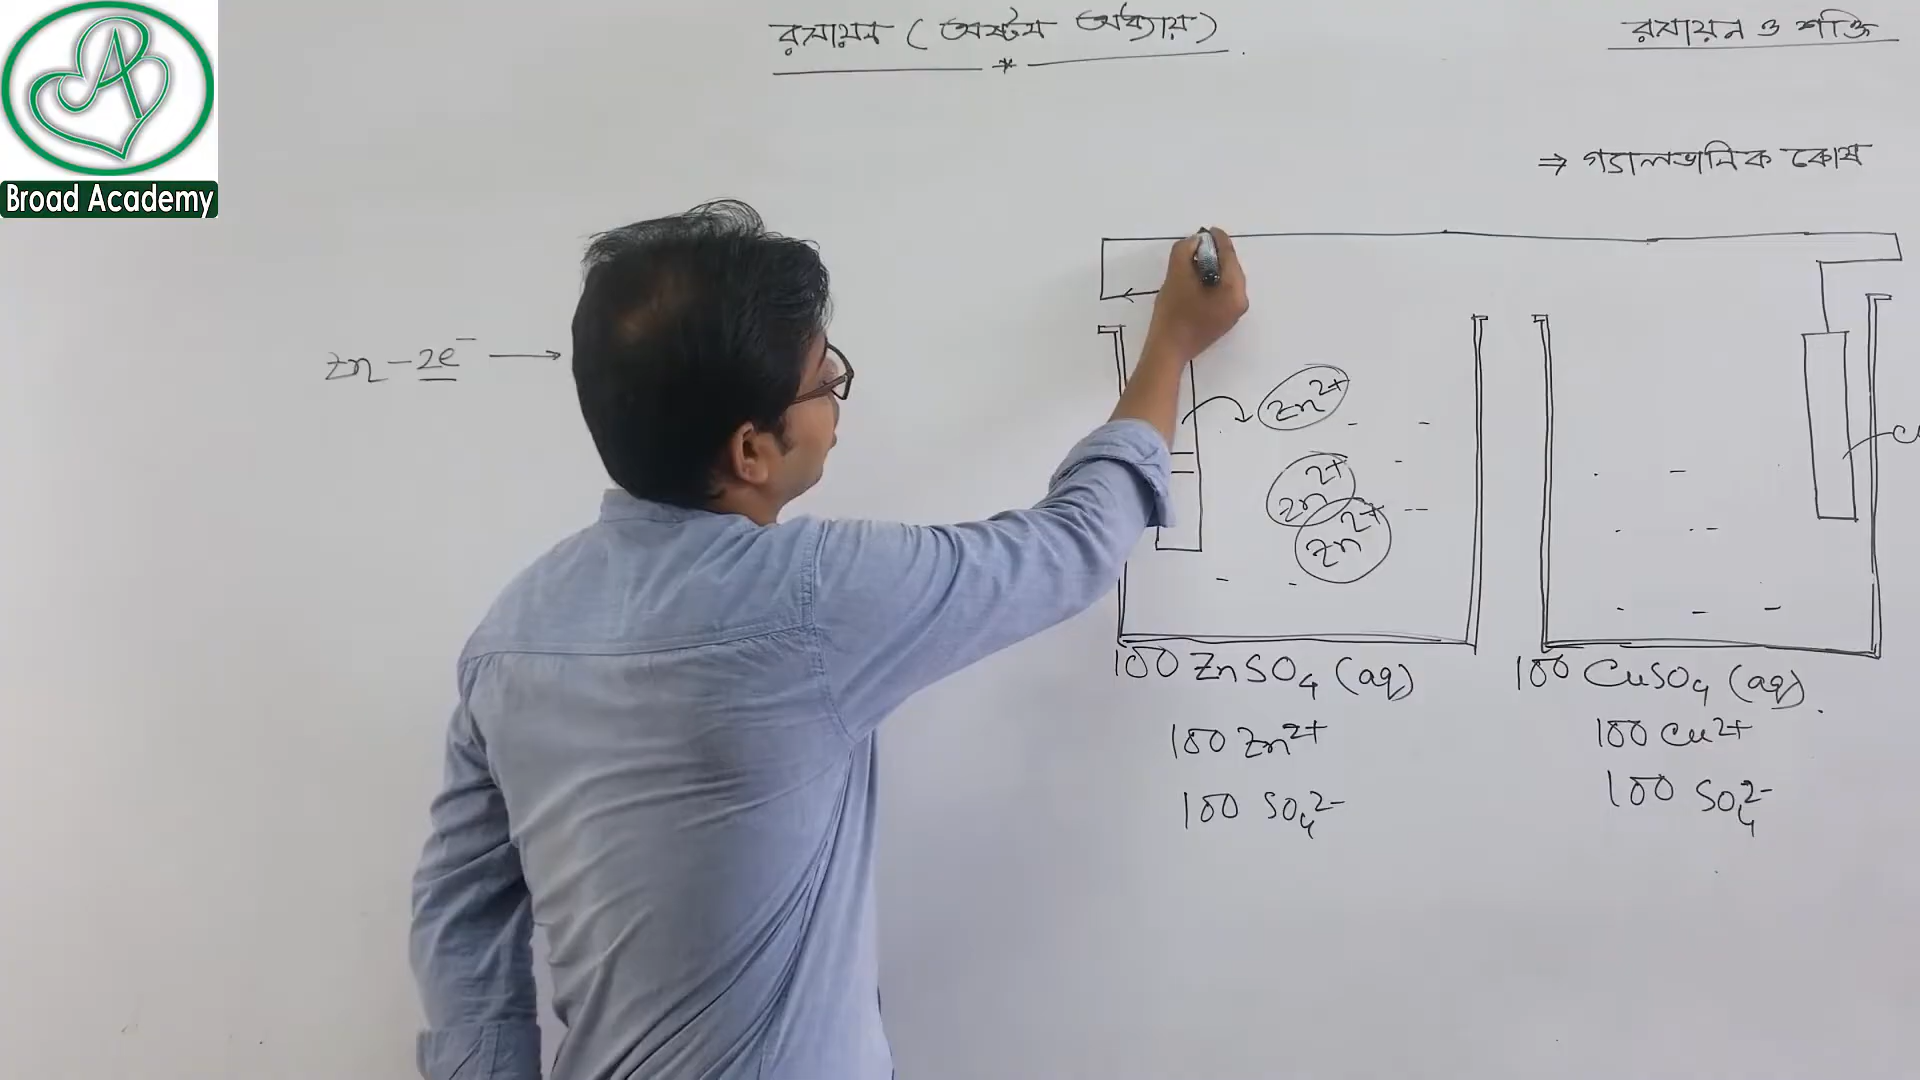 Broad Academy
রসায়ন (অষ্টম অধ্যায়)
রসায়ন ও শক্তি
⇒ গ্যালভানিক কোষ
Zn - 2e⁻ ⟶
Zn²⁺
Zn²⁺
Zn²⁺
100 ZnSO₄ (aq)
100 Zn²⁺
100 SO₄²⁻
100 CuSO₄ (aq)
100 Cu²⁺
100 SO₄²⁻